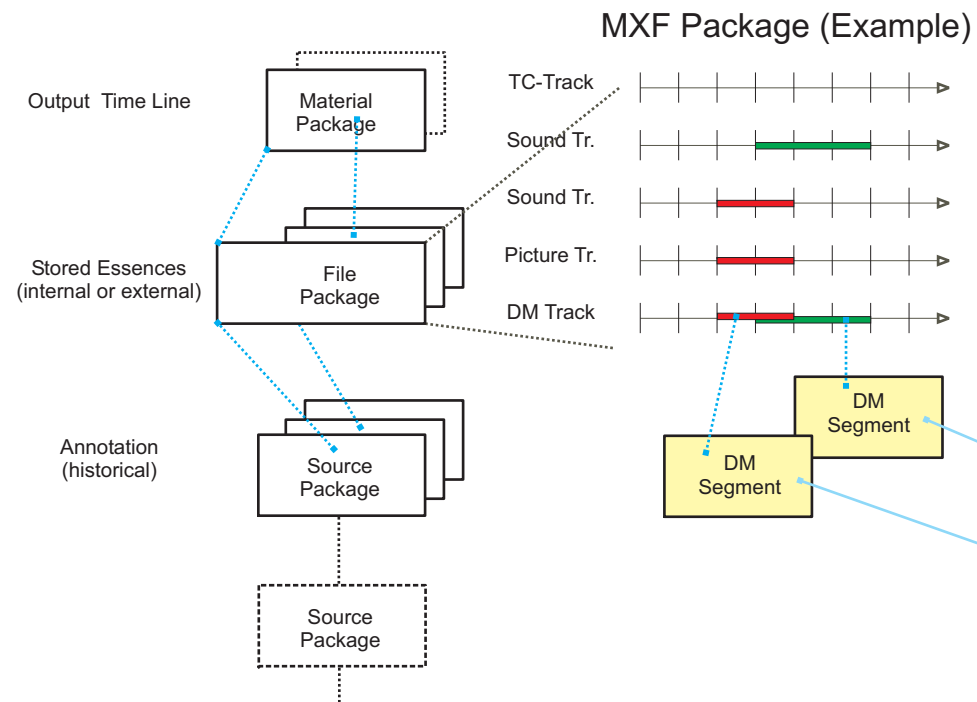 MXF Package (Example)
Output Time Line
Material
Package
Stored Essences
(internal or external)
File
Package
Annotation
(historical)
Source
Package
Source
Package
TC-Track
Sound Tr.
Sound Tr.
Picture Tr.
DM Track
DM
Segment
DM
Segment